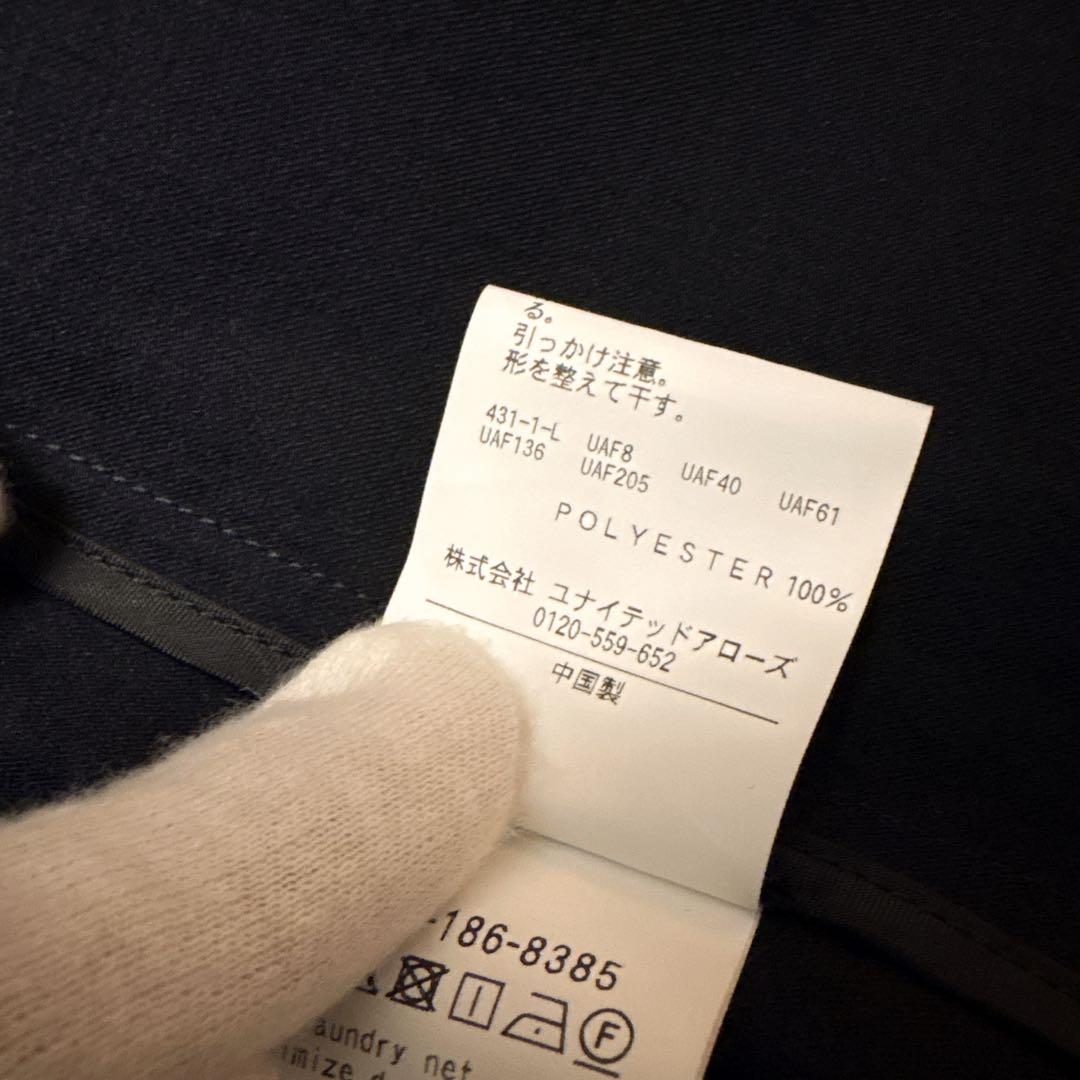 る。
引っかけ注意。
形を整えて干す。
431-1-L UAF8 UAF40 UAF61
UAF136 UAF205
POLYESTER 100%
株式会社 ユナイテッドアローズ
0120-559-652
中国製
-186-8385
F
aundry net